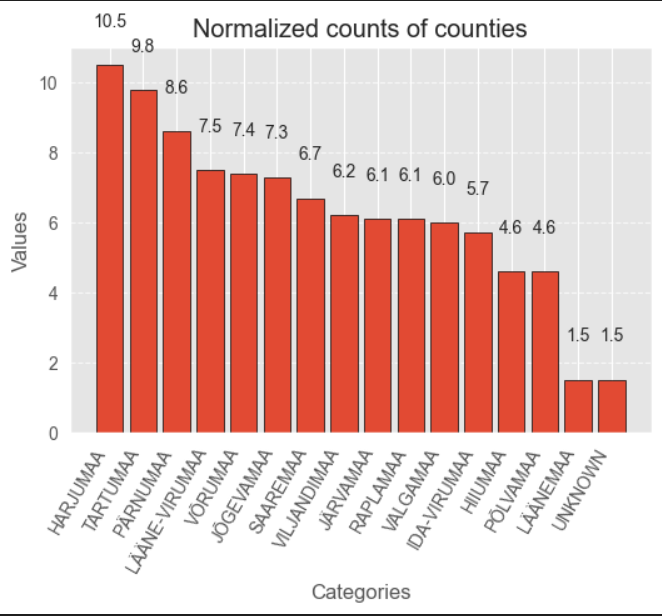 Normalized counts of counties
10.5
9.8
8.6
7.5
7.4
7.3
6.7
6.2
6.1
6.1
6.0
5.7
4.6
4.6
1.5
1.5
10
8
6
4
2
0
Values
HARJUMAA
TARTUMAA
PÄRNUMAA
LÄÄNE-VIRUMAA
VÕRUMAA
JÕGEVAMAA
SAAREMAA
VILJANDIMAA
JÄRVAMAA
RAPLAMAA
VALGAMAA
IDA-VIRUMAA
HIIUMAA
PÕLVAMAA
LÄÄNEMAA
UNKNOWN
Categories